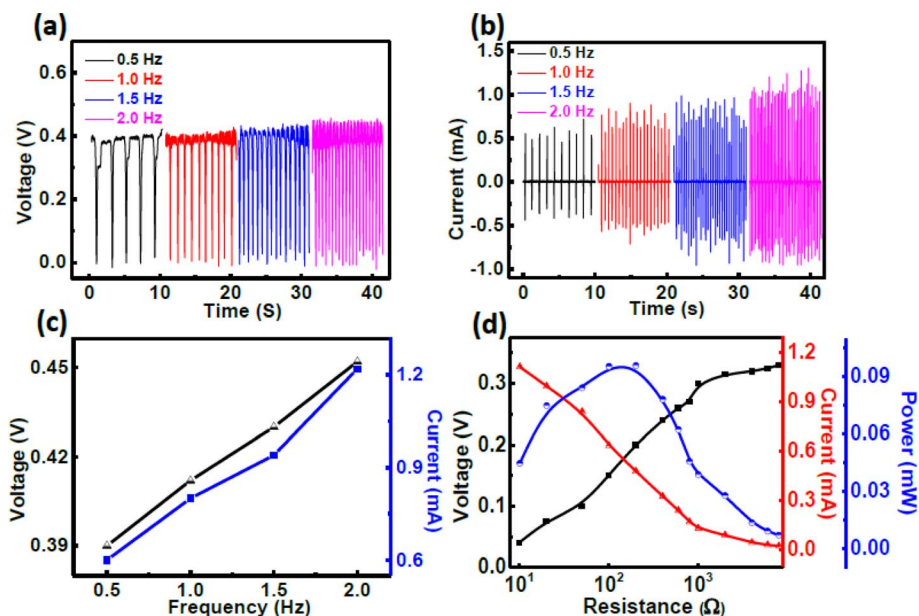 (a)
0.5 Hz
1.0 Hz
1.5 Hz
2.0 Hz
Voltage (V)
0.6
0.4
0.2
0.0
0 10 20 30 40
Time (S)
(b)
0.5 Hz
1.0 Hz
1.5 Hz
2.0 Hz
Current (mA)
1.5
1.0
0.5
0.0
-0.5
-1.0
0 10 20 30 40
Time (s)
(c)
Voltage (V)
0.45
0.42
0.39
Current (mA)
1.2
0.9
0.6
0.5 1.0 1.5 2.0
Frequency (Hz)
(d)
Voltage (V)
0.3
0.2
0.1
0.0
Current (mA)
1.2
0.9
0.6
0.3
0.0
Power (mW)
0.09
0.06
0.03
0.00
10¹ 10² 10³
Resistance (Ω)